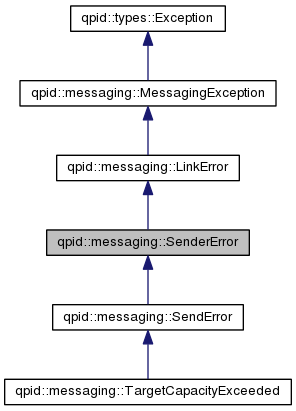 qpid::types::Exception
qpid::messaging::MessagingException
qpid::messaging::LinkError
qpid::messaging::SenderError
qpid::messaging::SendError
qpid::messaging::TargetCapacityExceeded